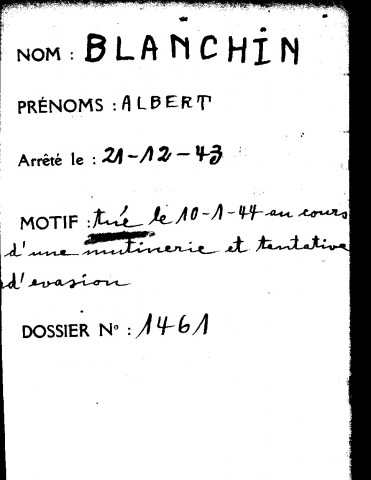 NOM : BLANCHIN
PRÉNOMS : ALBERT
Arrêté le : 21-12-43
MOTIF : tué le 10-1-44 au cours
d'une mutinerie et tentative
d'evasion
DOSSIER N° : 1461